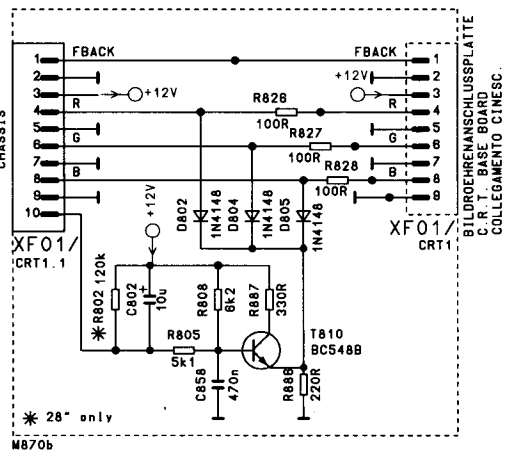 CHASSIS
1
2
3
4
5
6
7
8
9
10
XF01/
CRT1.1
FBACK
+12V
R
G
B
R826
100R
R827
100R
R828
100R
FBACK
+12V
R
G
B
1
2
3
4
5
6
7
8
9
XF01/
CRT1
BILDROEHRENANSCHLUSSPLATTE
C.R.T. BASE BOARD
COLLEGAMENTO CINESC.
D802
1N4148
D804
1N4148
D805
1N4148
+12V
R802 120k
C802 +
10u
R808
6k2
R887
330R
R805
5k1
T810
BC548B
C858
470n
R886
220R
* 28" only
M870b